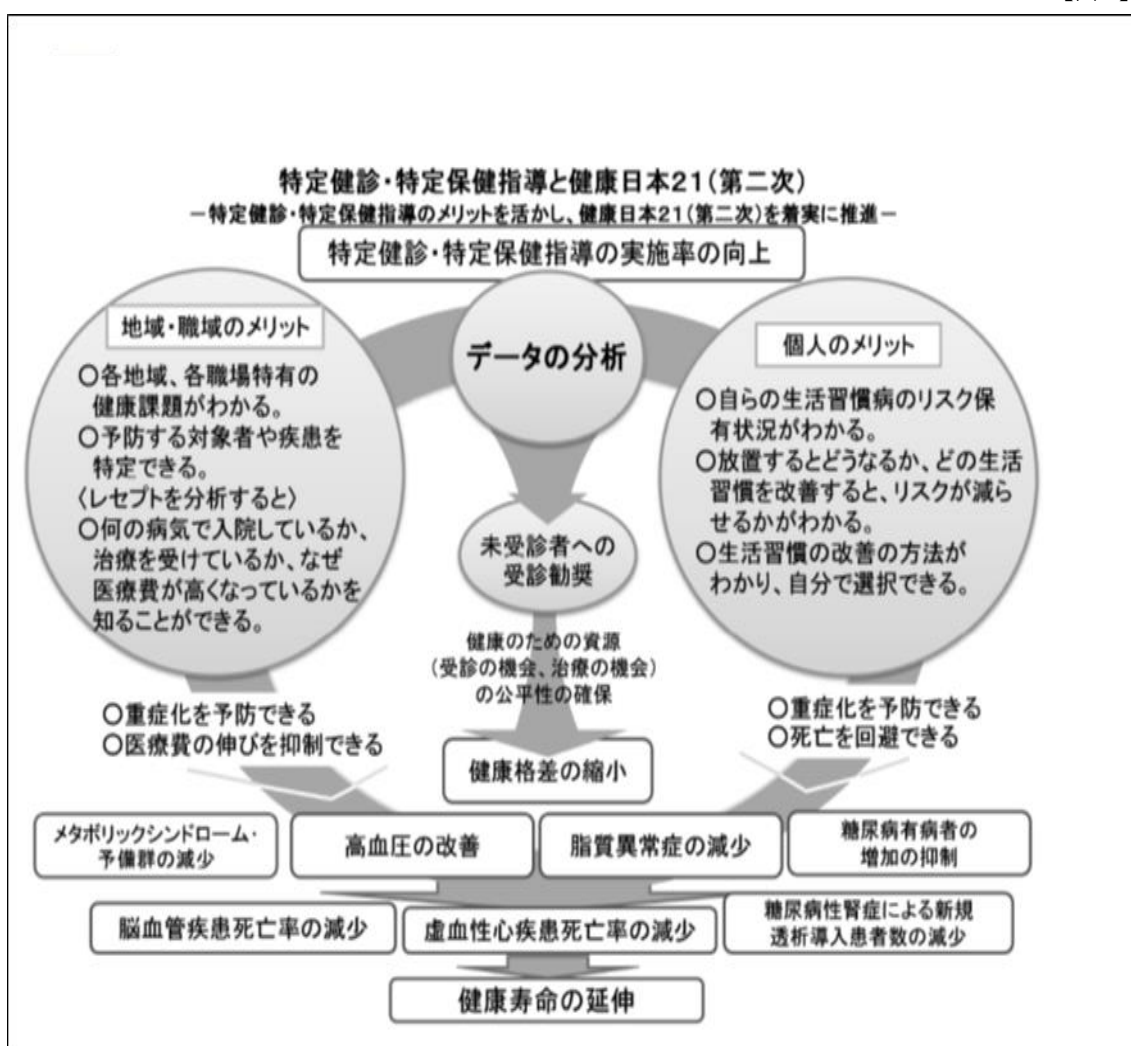 特定健診・特定保健指導と健康日本21(第二次)
－特定健診・特定保健指導のメリットを活かし、健康日本21(第二次)を着実に推進－
特定健診・特定保健指導の実施率の向上
地域・職域のメリット
○各地域、各職場特有の
健康課題がわかる。
○予防する対象者や疾患を
特定できる。
〈レセプトを分析すると〉
○何の病気で入院しているか、
治療を受けているか、なぜ
医療費が高くなっているかを
知ることができる。
データの分析
未受診者への
受診勧奨
健康のための資源
(受診の機会、治療の機会)
の公平性の確保
個人のメリット
○自らの生活習慣病のリスク保
有状況がわかる。
○放置するとどうなるか、どの生活
習慣を改善すると、リスクが減ら
せるかがわかる。
○生活習慣の改善の方法が
わかり、自分で選択できる。
○重症化を予防できる
○医療費の伸びを抑制できる
○重症化を予防できる
○死亡を回避できる
健康格差の縮小
メタボリックシンドローム・
予備群の減少
高血圧の改善
脂質異常症の減少
糖尿病有病者の
増加の抑制
脳血管疾患死亡率の減少
虚血性心疾患死亡率の減少
糖尿病性腎症による新規
透析導入患者数の減少
健康寿命の延伸